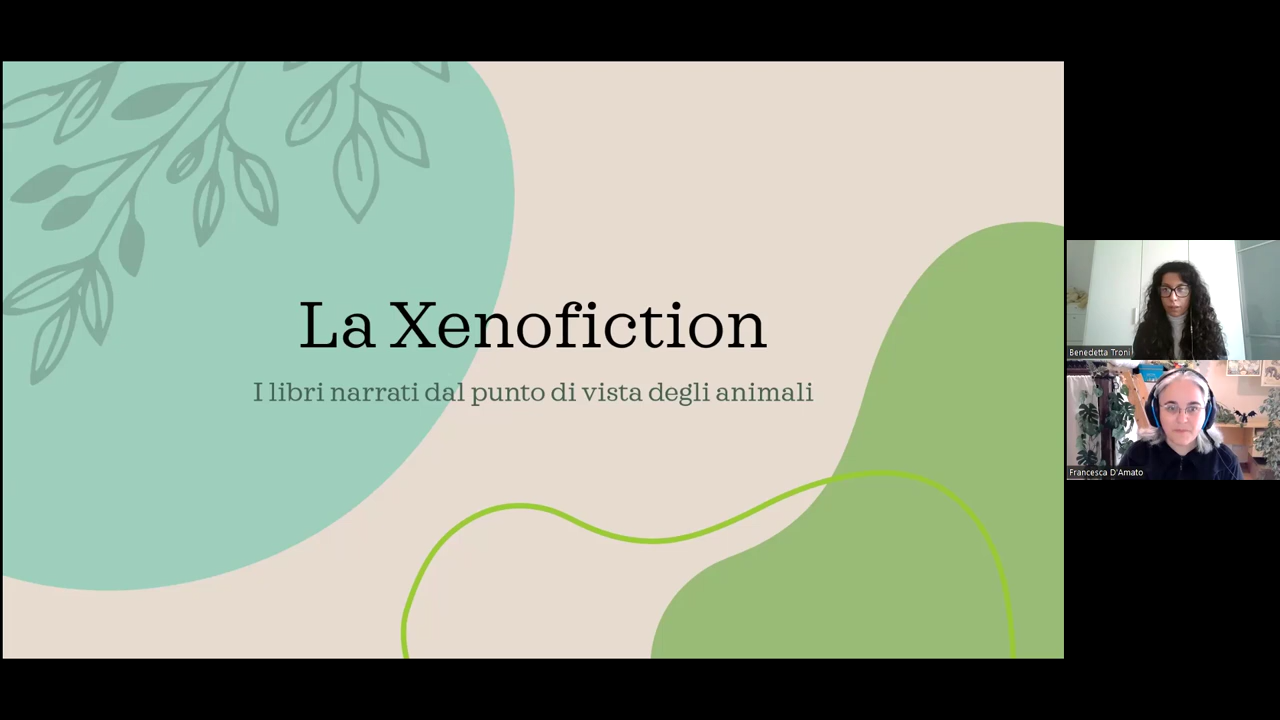 La Xenofiction
I libri narrati dal punto di vista degli animali
Benedetta Troni
Francesca D'Amato